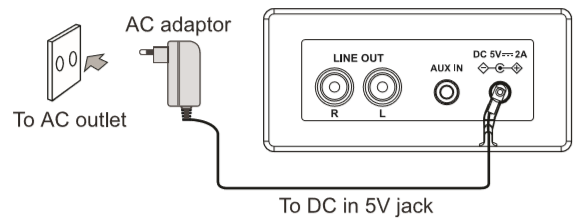 AC adaptor
To AC outlet
LINE OUT
R
L
AUX IN
DC 5V⎓2A
To DC in 5V jack